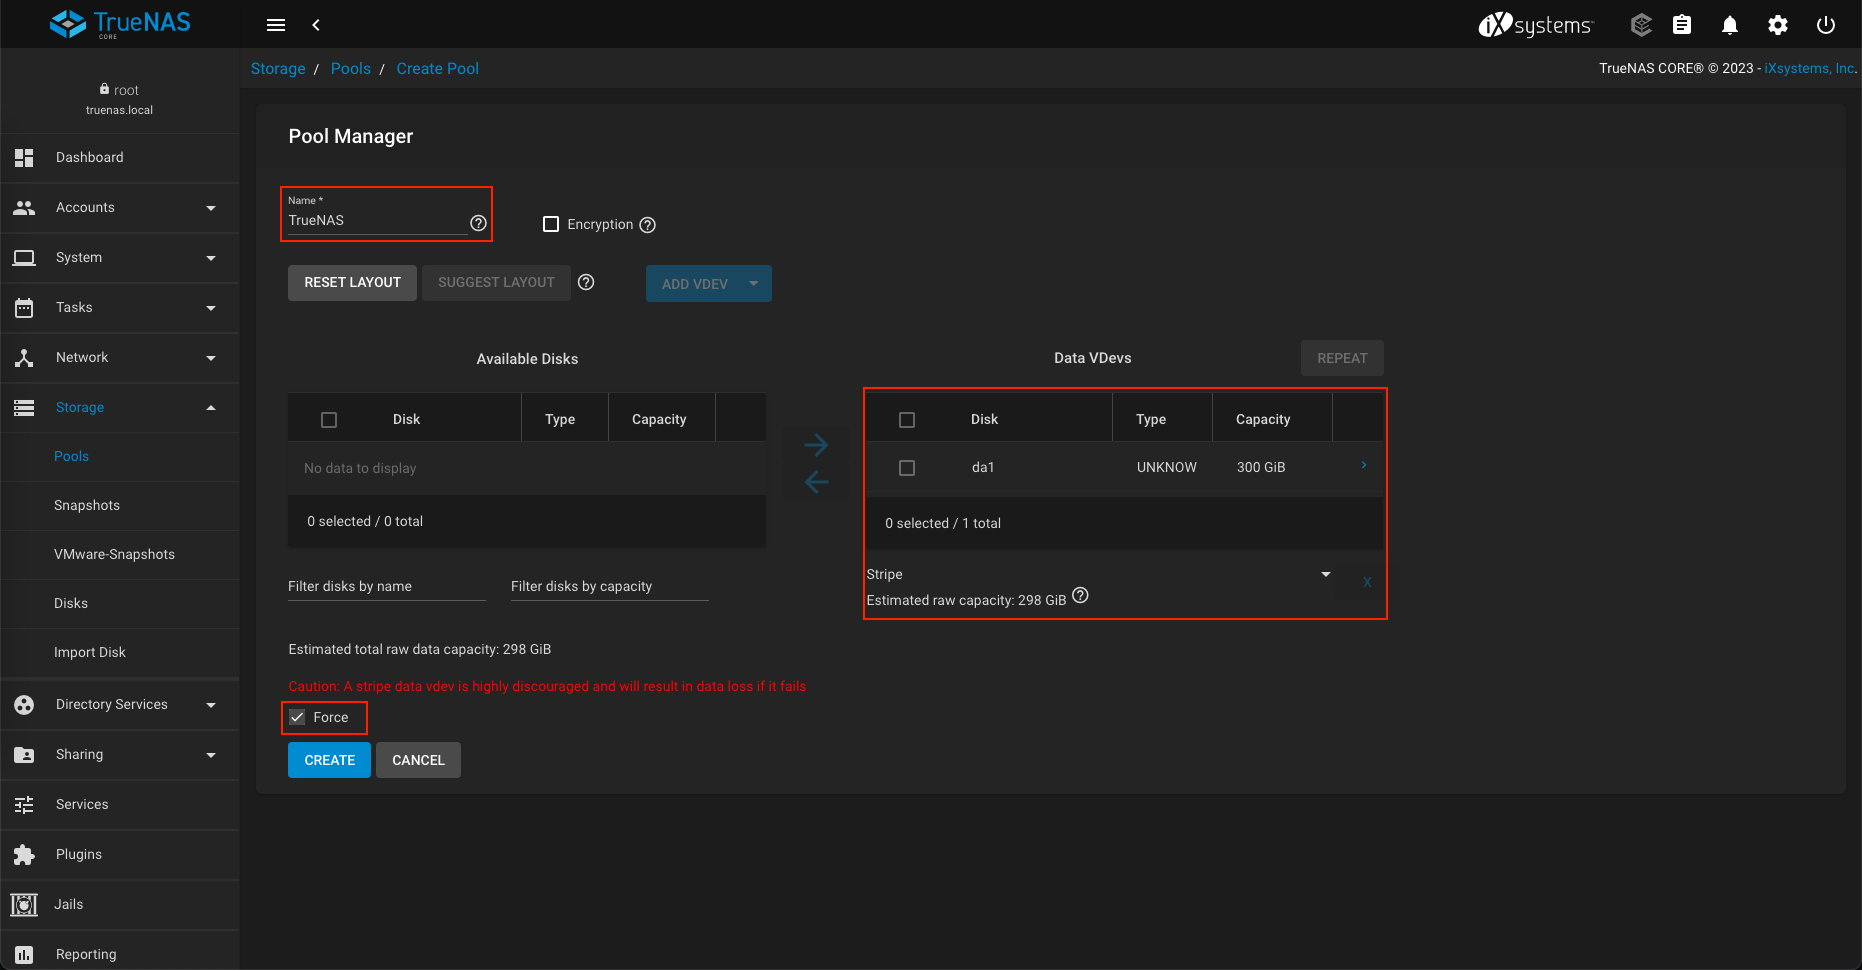 TrueNAS
CORE
iXsystems
Storage / Pools / Create Pool
TrueNAS CORE® © 2023 - iXsystems, Inc.
root
truenas.local
Dashboard
Accounts
System
Tasks
Network
Storage
Pools
Snapshots
VMware-Snapshots
Disks
Import Disk
Directory Services
Sharing
Services
Plugins
Jails
Reporting
Pool Manager
Name *
TrueNAS
Encryption
RESET LAYOUT
SUGGEST LAYOUT
ADD VDEV
Available Disks
Disk Type Capacity
No data to display
0 selected / 0 total
Filter disks by name
Filter disks by capacity
Data VDevs
REPEAT
Disk Type Capacity
da1 UNKNOW 300 GiB
0 selected / 1 total
Stripe
X
Estimated raw capacity: 298 GiB
Estimated total raw data capacity: 298 GiB
Caution: A stripe data vdev is highly discouraged and will result in data loss if it fails
Force
CREATE
CANCEL